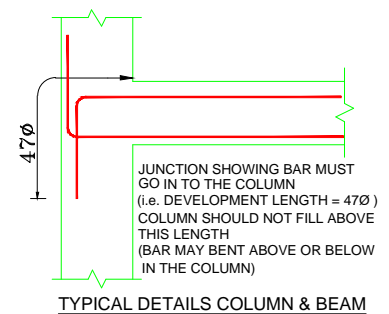 47Ø
JUNCTION SHOWING BAR MUST
GO IN TO THE COLUMN
(i.e. DEVELOPMENT LENGTH = 47Ø )
COLUMN SHOULD NOT FILL ABOVE
THIS LENGTH
(BAR MAY BENT ABOVE OR BELOW
IN THE COLUMN)
TYPICAL DETAILS COLUMN & BEAM